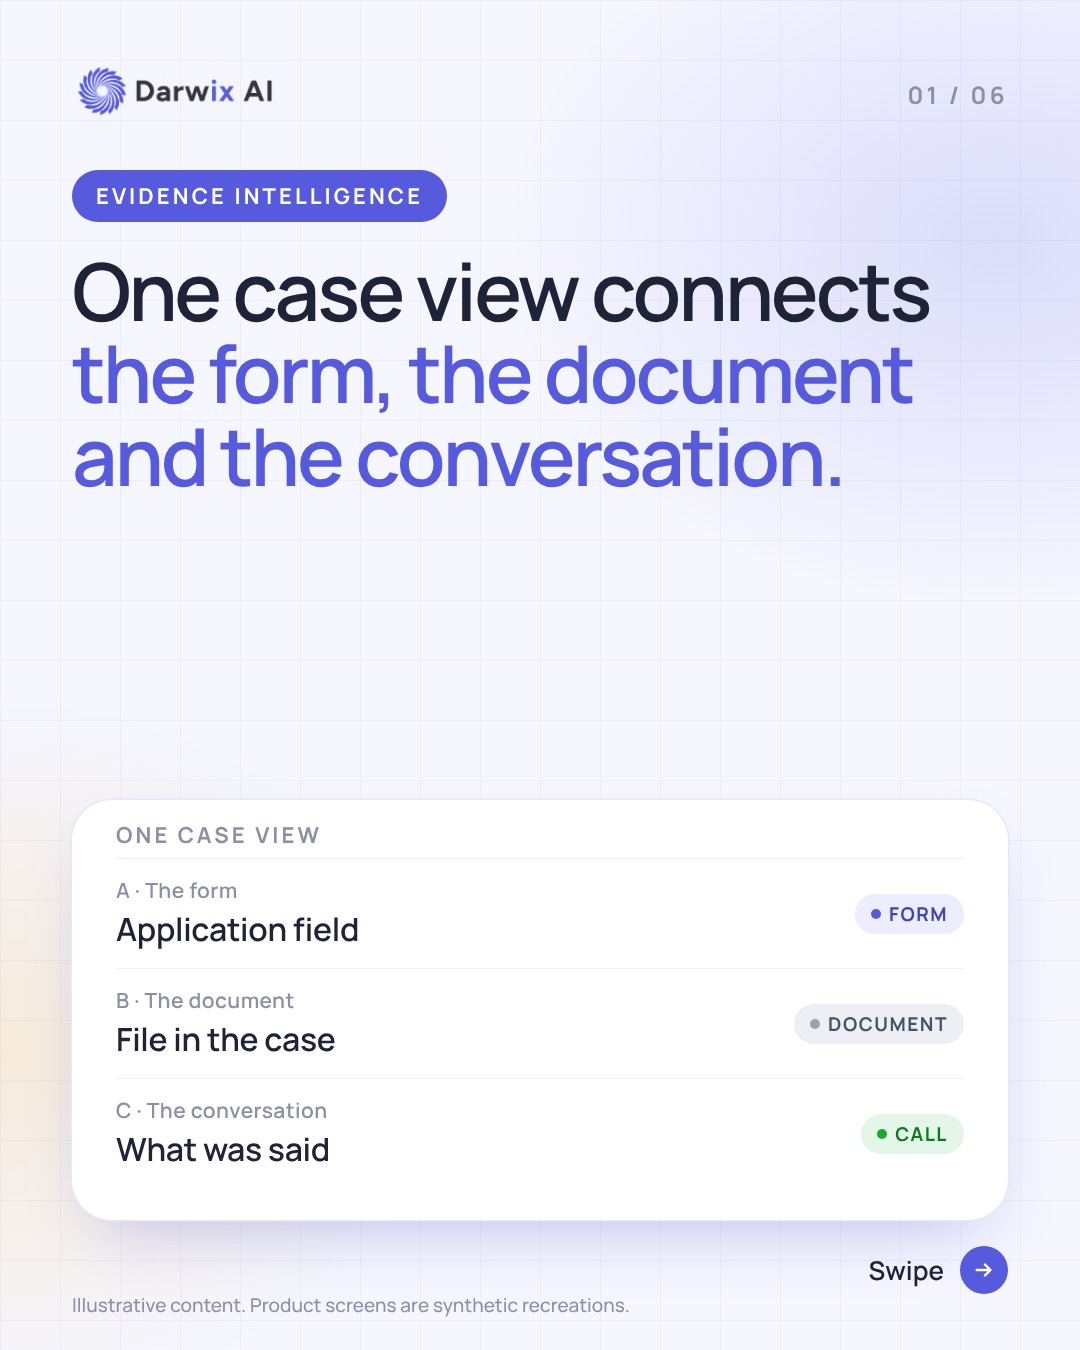 Darwix AI
01 / 06
EVIDENCE INTELLIGENCE
One case view connects
the form, the document
and the conversation.
ONE CASE VIEW
A · The form
Application field
FORM
B · The document
File in the case
DOCUMENT
C · The conversation
What was said
CALL
Swipe
Illustrative content. Product screens are synthetic recreations.